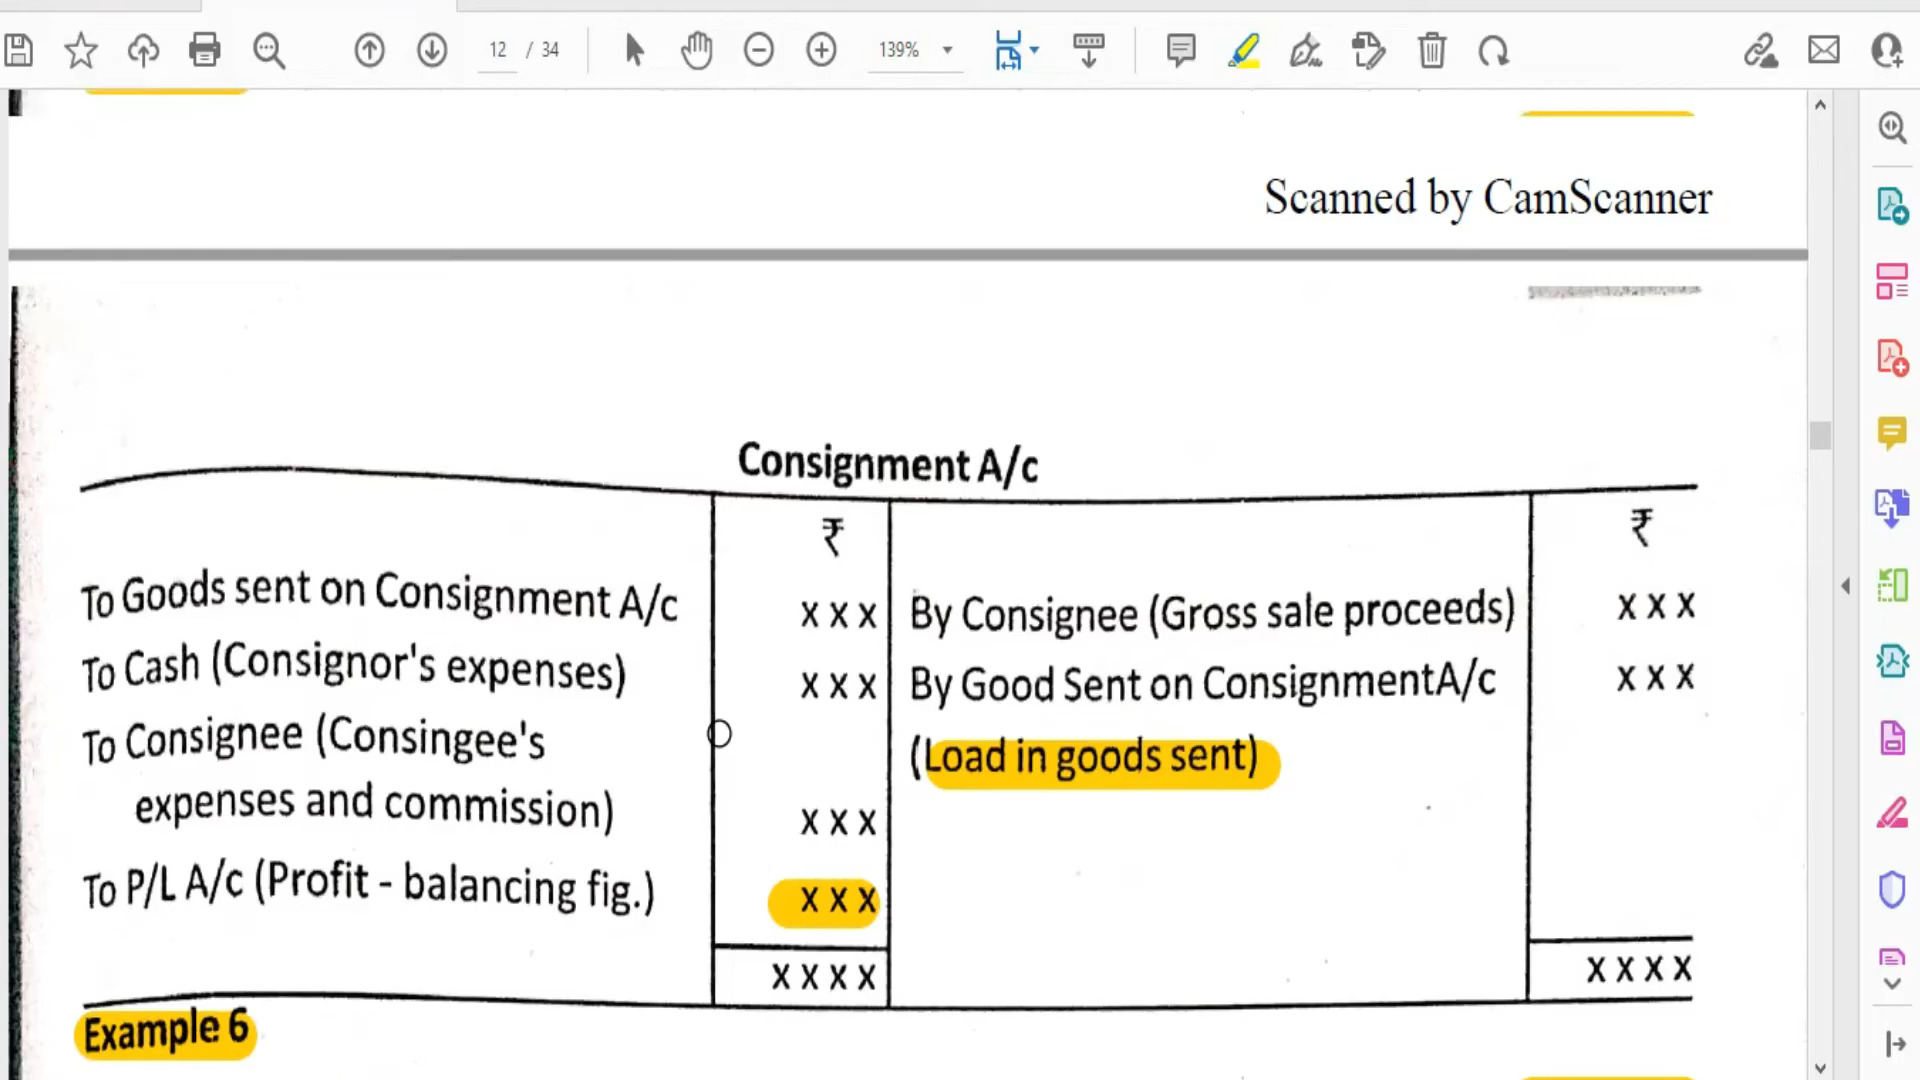 12 / 34
139%
Scanned by CamScanner
Consignment A/c
₹ ₹
To Goods sent on Consignment A/c x x x By Consignee (Gross sale proceeds) x x x
To Cash (Consignor's expenses) x x x By Good Sent on ConsignmentA/c x x x
To Consignee (Consingee's (Load in goods sent)
expenses and commission) x x x
To P/L A/c (Profit - balancing fig.) x x x
x x x x x x x x
Example 6